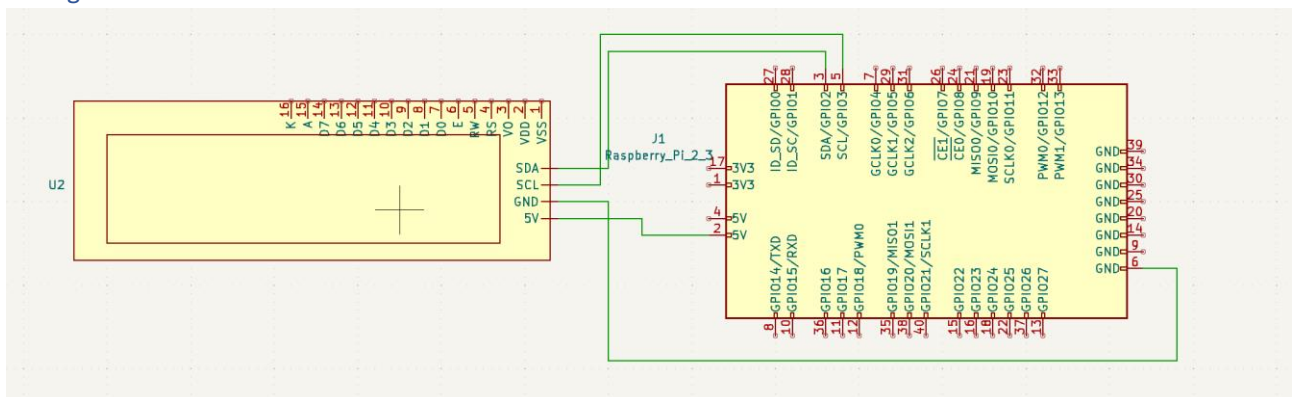 27
28
3
5
7
29
31
26
24
21
19
23
32
33
ID_SD/GPIO0
ID_SC/GPIO1
SDA/GPIO2
SCL/GPIO3
GCLK0/GPIO4
GCLK1/GPIO5
GCLK2/GPIO6
CE1/GPIO7
CE0/GPIO8
MISO0/GPIO9
MOSI0/GPIO10
SCLK0/GPIO11
PWM0/GPIO12
PWM1/GPIO13
16
15
14
13
12
11
10
9
8
7
6
5
4
3
2
1
K
A
D7
D6
D5
D4
D3
D2
D1
D0
E
RW
RS
VO
VDD
VSS
U2
SDA
SCL
GND
5V
J1
Raspberry_Pi_2_3
17 3V3
1 3V3
4 5V
2 5V
GND 39
GND 34
GND 30
GND 25
GND 20
GND 14
GND 9
GND 6
GPIO14/TXD
GPIO15/RXD
GPIO16
GPIO17
GPIO18/PWM0
GPIO19/MISO1
GPIO20/MOSI1
GPIO21/SCLK1
GPIO22
GPIO23
GPIO24
GPIO25
GPIO26
GPIO27
8
10
36
11
12
35
38
40
15
16
18
22
37
13